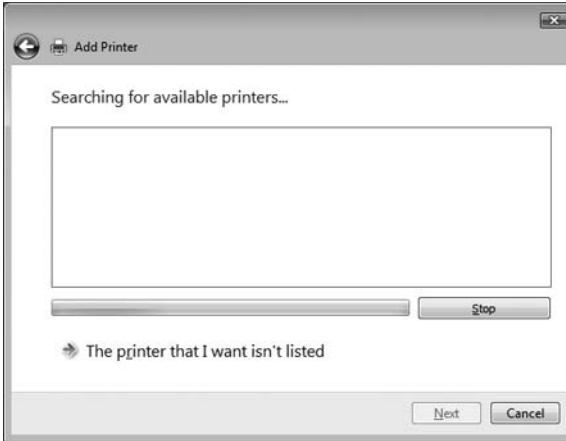 Add Printer
Searching for available printers...
Stop
The printer that I want isn't listed
Next
Cancel